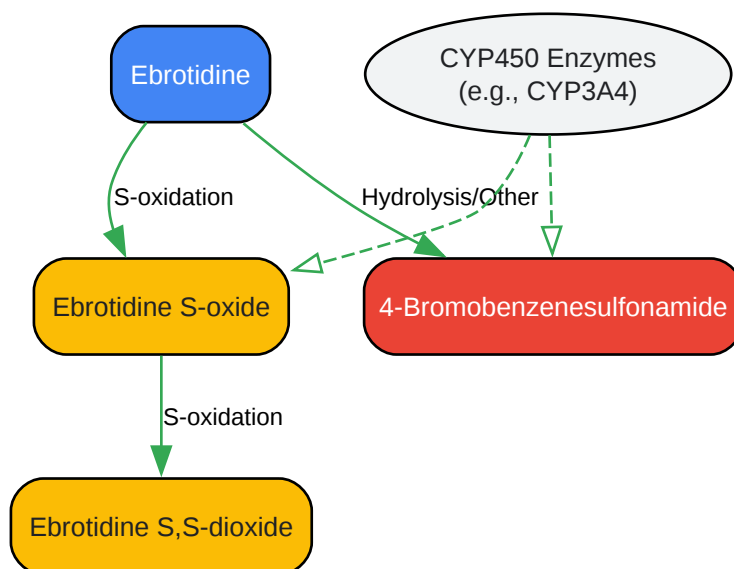 Ebrotidine
CYP450 Enzymes
(e.g., CYP3A4)
S-oxidation
Hydrolysis/Other
Ebrotidine S-oxide
4-Bromobenzenesulfonamide
S-oxidation
Ebrotidine S,S-dioxide